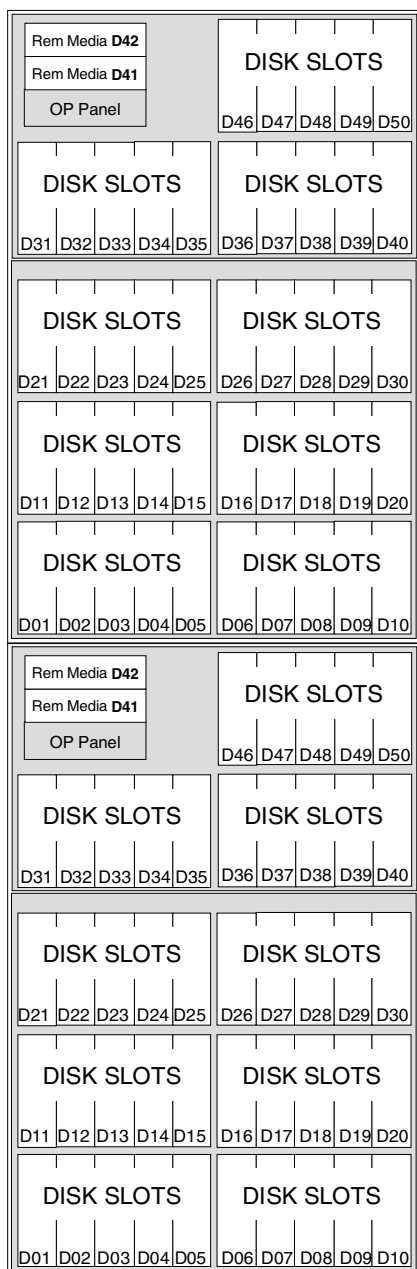 Rem Media D42
Rem Media D41
OP Panel
DISK SLOTS
D46 D47 D48 D49 D50
DISK SLOTS
D31 D32 D33 D34 D35
DISK SLOTS
D36 D37 D38 D39 D40
DISK SLOTS
D21 D22 D23 D24 D25
DISK SLOTS
D26 D27 D28 D29 D30
DISK SLOTS
D11 D12 D13 D14 D15
DISK SLOTS
D16 D17 D18 D19 D20
DISK SLOTS
D01 D02 D03 D04 D05
DISK SLOTS
D06 D07 D08 D09 D10
Rem Media D42
Rem Media D41
OP Panel
DISK SLOTS
D46 D47 D48 D49 D50
DISK SLOTS
D31 D32 D33 D34 D35
DISK SLOTS
D36 D37 D38 D39 D40
DISK SLOTS
D21 D22 D23 D24 D25
DISK SLOTS
D26 D27 D28 D29 D30
DISK SLOTS
D11 D12 D13 D14 D15
DISK SLOTS
D16 D17 D18 D19 D20
DISK SLOTS
D01 D02 D03 D04 D05
DISK SLOTS
D06 D07 D08 D09 D10